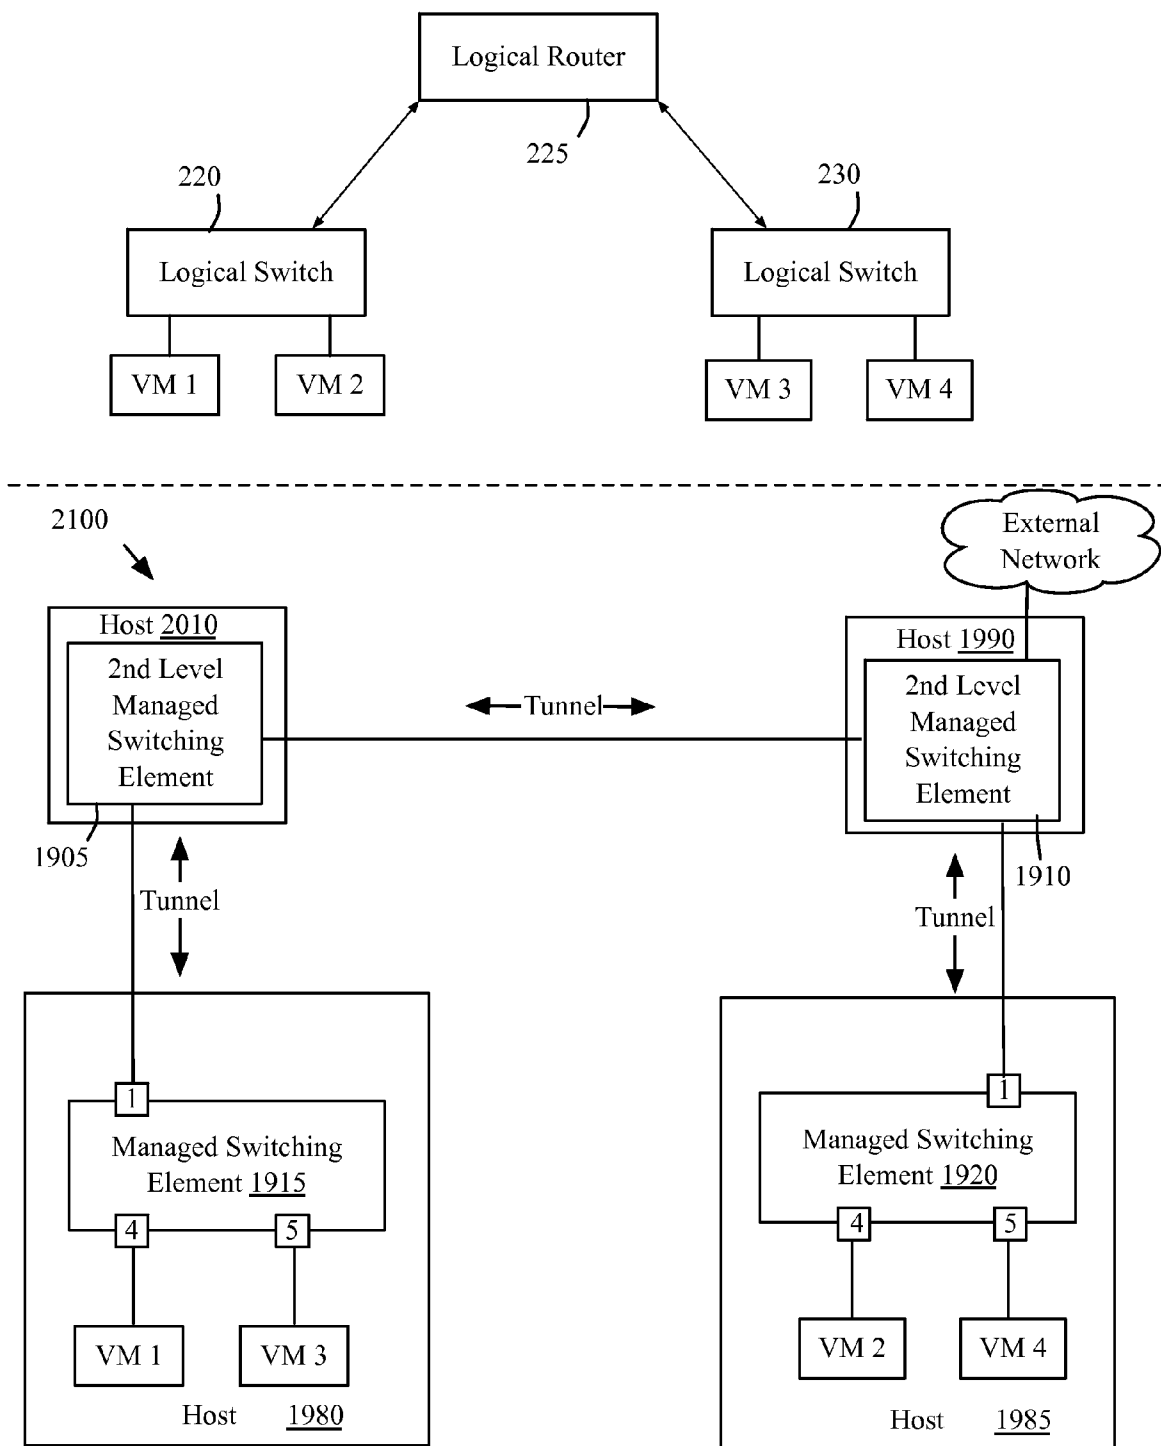 Logical Router
225
220
230
Logical Switch
Logical Switch
VM 1
VM 2
VM 3
VM 4
2100
External
Network
Host 2010
2nd Level
Managed
Switching
Element
1905
Tunnel
Host 1990
2nd Level
Managed
Switching
Element
1910
Tunnel
Tunnel
1
Managed Switching
Element 1915
4
5
VM 1
VM 3
Host 1980
1
Managed Switching
Element 1920
4
5
VM 2
VM 4
Host 1985